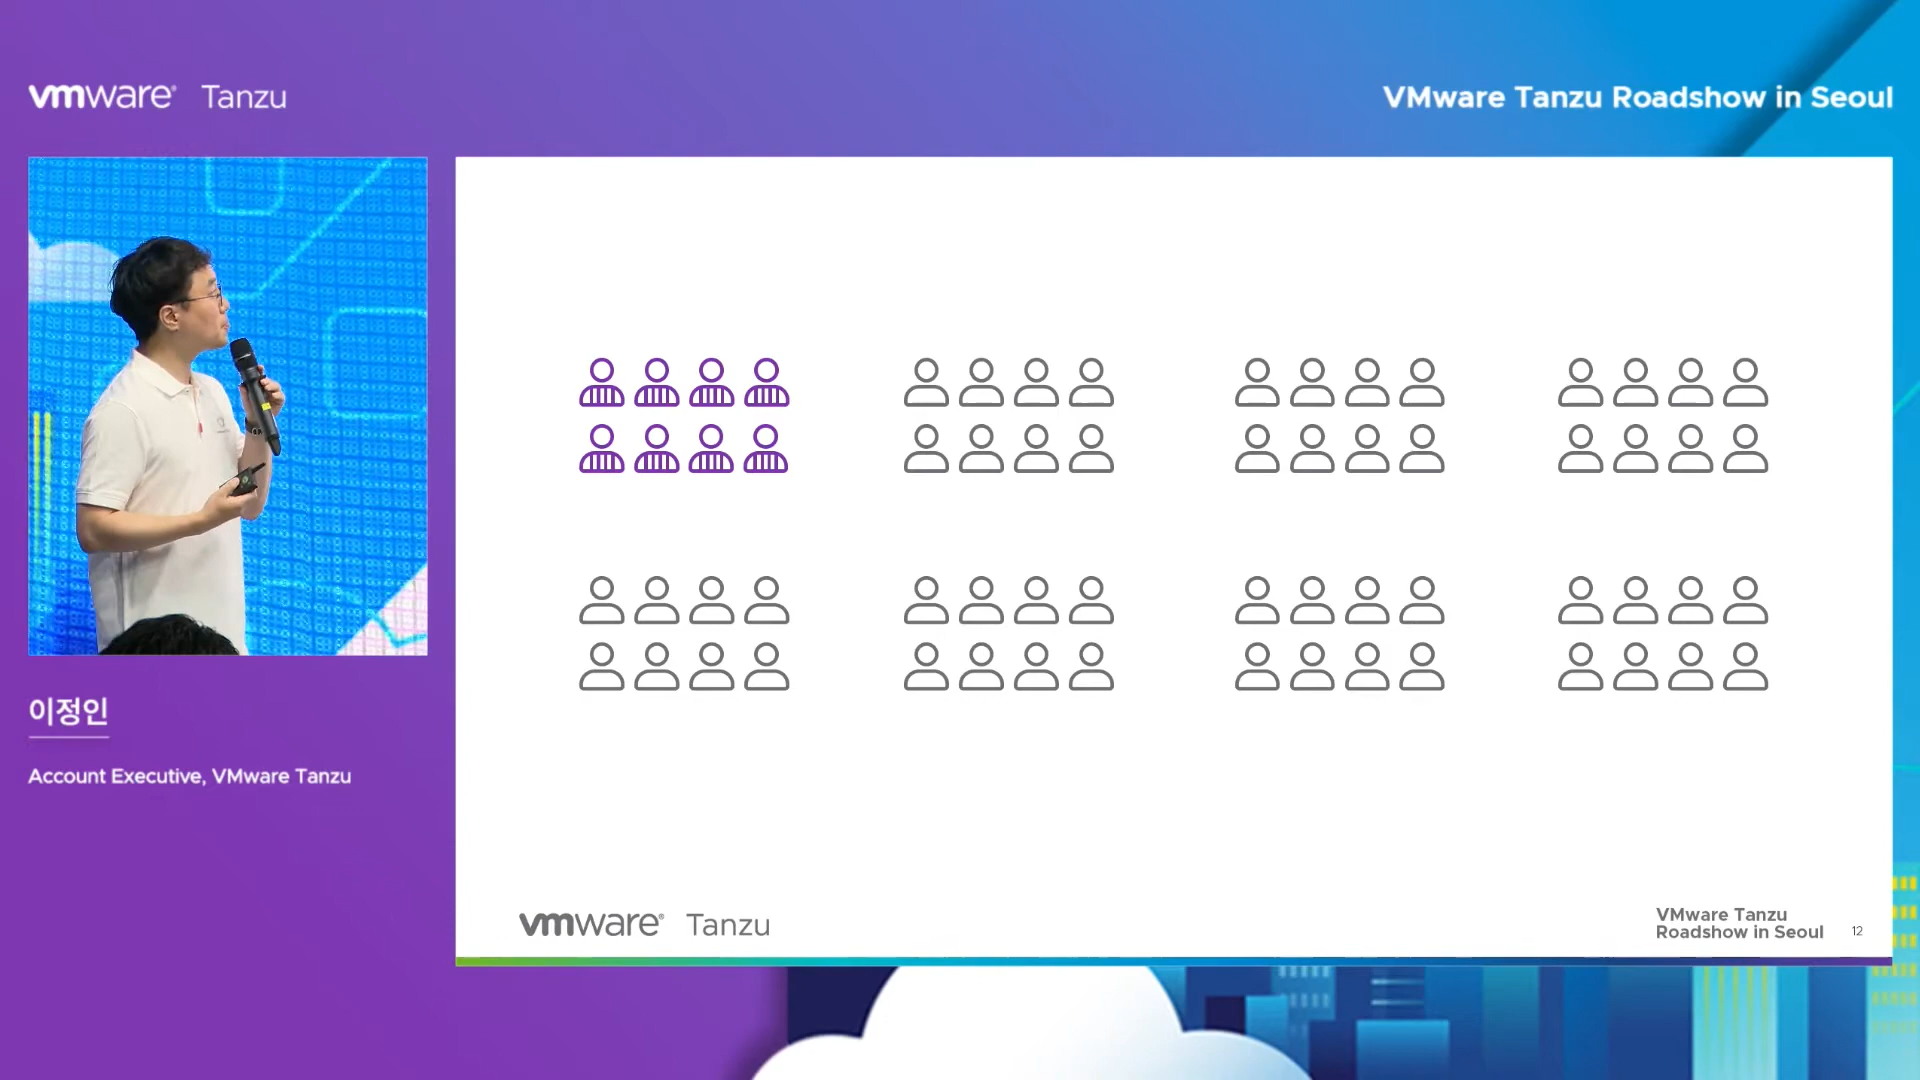 vmware® Tanzu
VMware Tanzu Roadshow in Seoul
이정인
Account Executive, VMware Tanzu
vmware® Tanzu
VMware Tanzu
Roadshow in Seoul
12